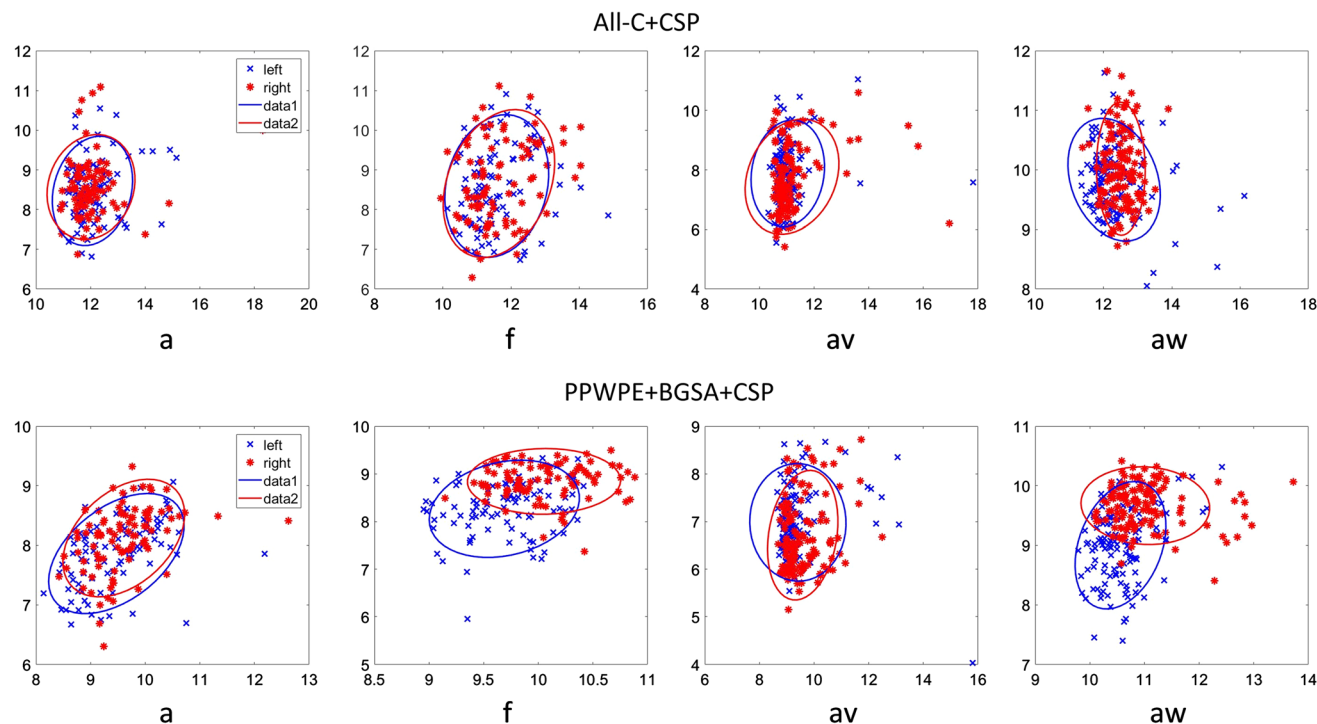 All-C+CSP
12
11
10
9
8
7
6
10 12 14 16 18 20
left
right
data1
data2
a
12
11
10
9
8
7
6
8 10 12 14 16
f
12
10
8
6
4
8 10 12 14 16 18
av
12
11
10
9
8
10 12 14 16 18
aw
PPWPE+BGSA+CSP
10
9
8
7
6
8 9 10 11 12 13
left
right
data1
data2
a
10
9
8
7
6
5
8.5 9 9.5 10 10.5 11
f
9
8
7
6
5
4
6 8 10 12 14 16
av
11
10
9
8
7
9 10 11 12 13 14
aw